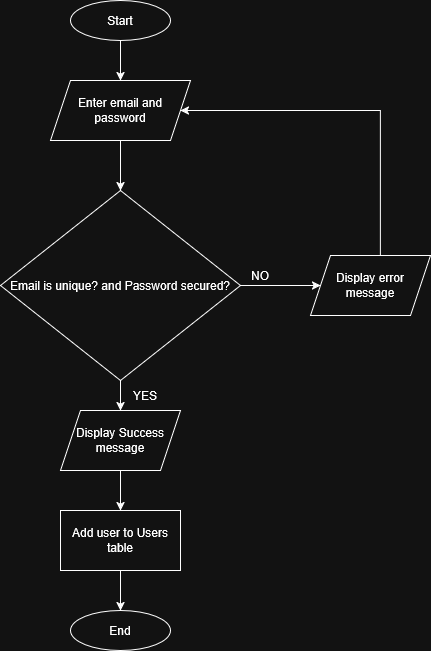 Start
Enter email and
password
Email is unique? and Password secured?
NO
Display error
message
YES
Display Success
message
Add user to Users
table
End